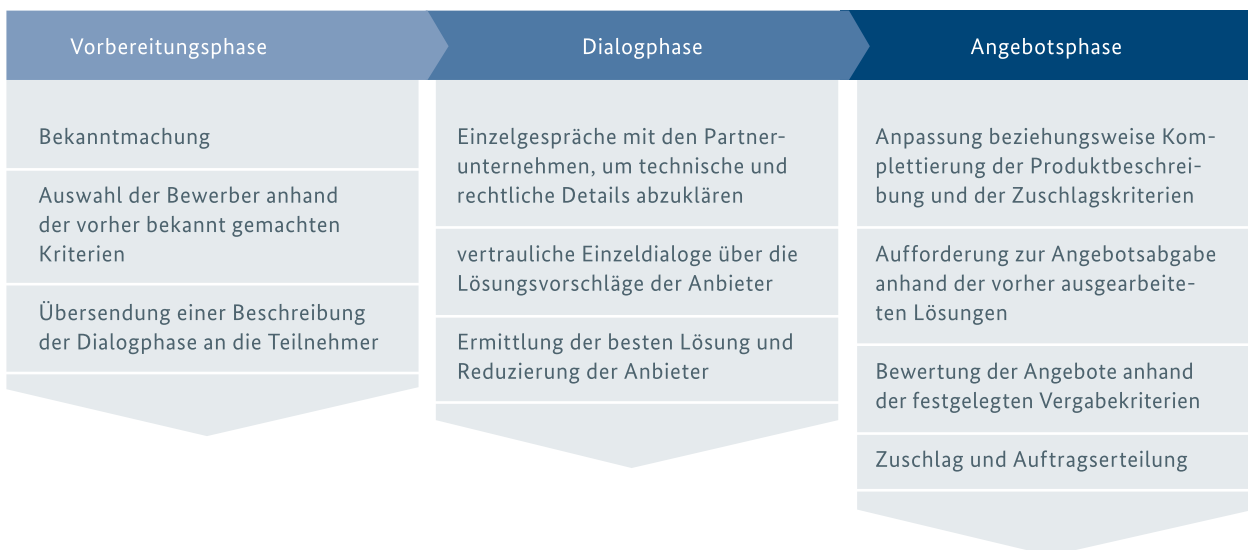 Vorbereitungsphase
Bekanntmachung
Auswahl der Bewerber anhand
der vorher bekannt gemachten
Kriterien
Übersendung einer Beschreibung
der Dialogphase an die Teilnehmer
Dialogphase
Einzelgespräche mit den Partner-
unternehmen, um technische und
rechtliche Details abzuklären
vertrauliche Einzeldialoge über die
Lösungsvorschläge der Anbieter
Ermittlung der besten Lösung und
Reduzierung der Anbieter
Angebotsphase
Anpassung beziehungsweise Kom-
plettierung der Produktbeschrei-
bung und der Zuschlagskriterien
Aufforderung zur Angebotsabgabe
anhand der vorher ausgearbeite-
ten Lösungen
Bewertung der Angebote anhand
der festgelegten Vergabekriterien
Zuschlag und Auftragserteilung